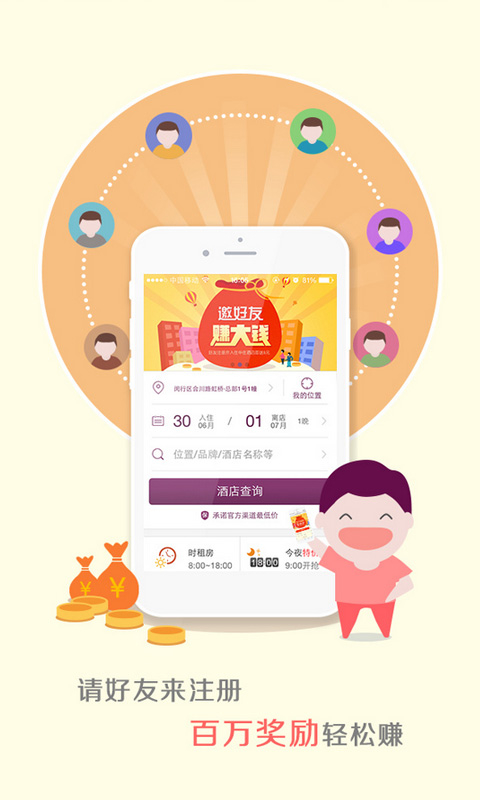 中国移动
10:05
81%
邀好友
赚大钱
闵行区会川路虹桥·总部1号1幢
我的位置
30 入住 06月 / 01 离店 07月 1晚
位置/品牌/酒店名称等
酒店查询
承诺官方渠道最低价
时租房
8:00~18:00
18:00
今夜特价
9:00开抢
¥
¥
请好友来注册
百万奖励轻松赚